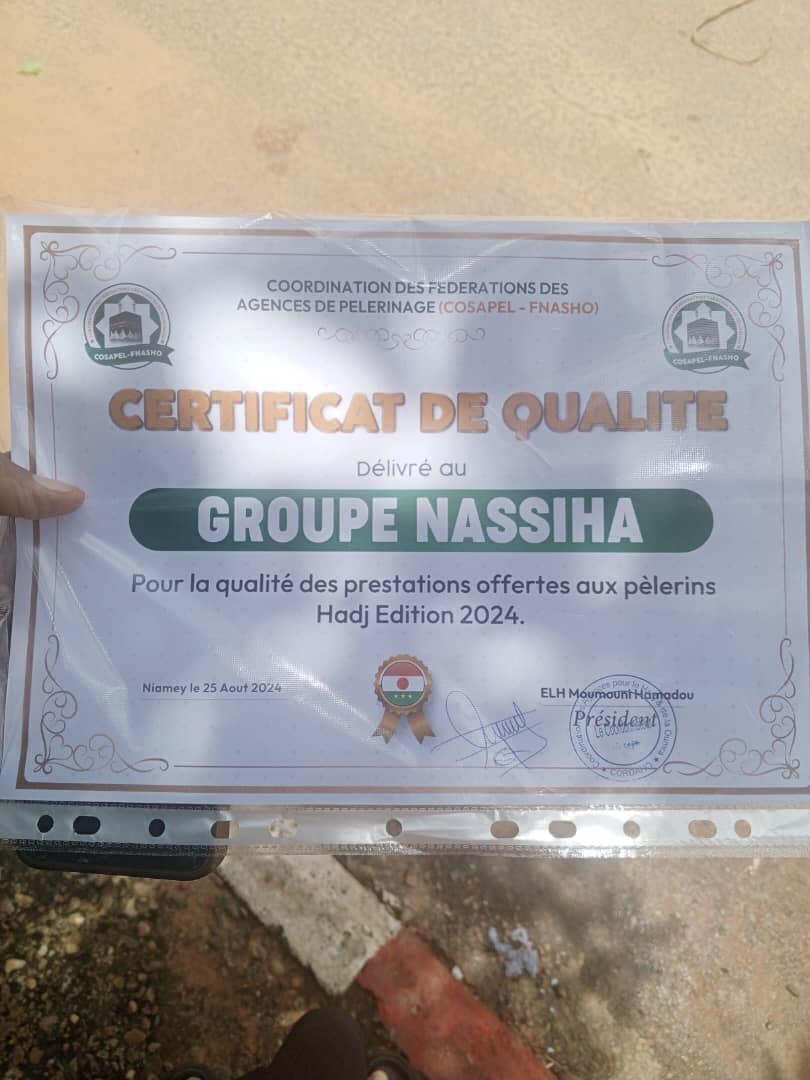 COORDINATION DES FEDERATIONS DES
AGENCES DE PELERINAGE (COSAPEL - FNASHO)
COSAPEL-FNASHO
COSAPEL-FNASHO
CERTIFICAT DE QUALITE
Délivré au
GROUPE NASSIHA
Pour la qualité des prestations offertes aux pèlerins
Hadj Edition 2024.
Niamey le 25 Aout 2024
ELH Moumouni Hamadou
Président